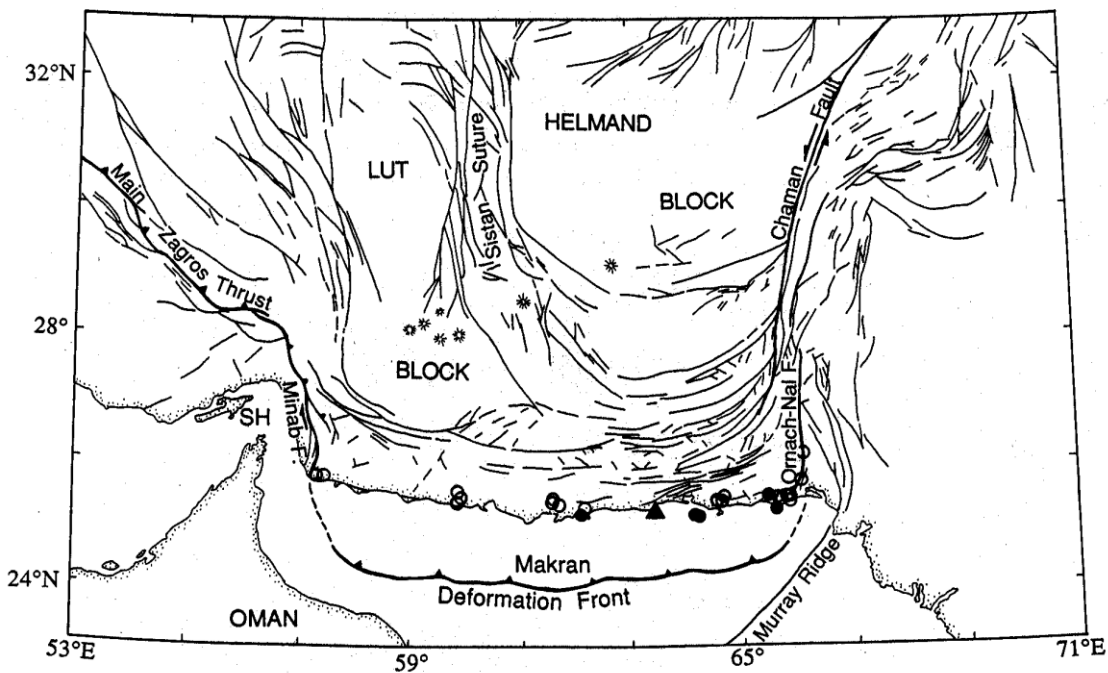 32°N
28°
24°N
53°E
59°
65°E
71°E
HELMAND
BLOCK
LUT
BLOCK
Sistan Suture
Chaman Fault
Main Zagros Thrust
Minab F.
SH
Ornach-Nal F.
Makran
Deformation Front
Murray Ridge
OMAN